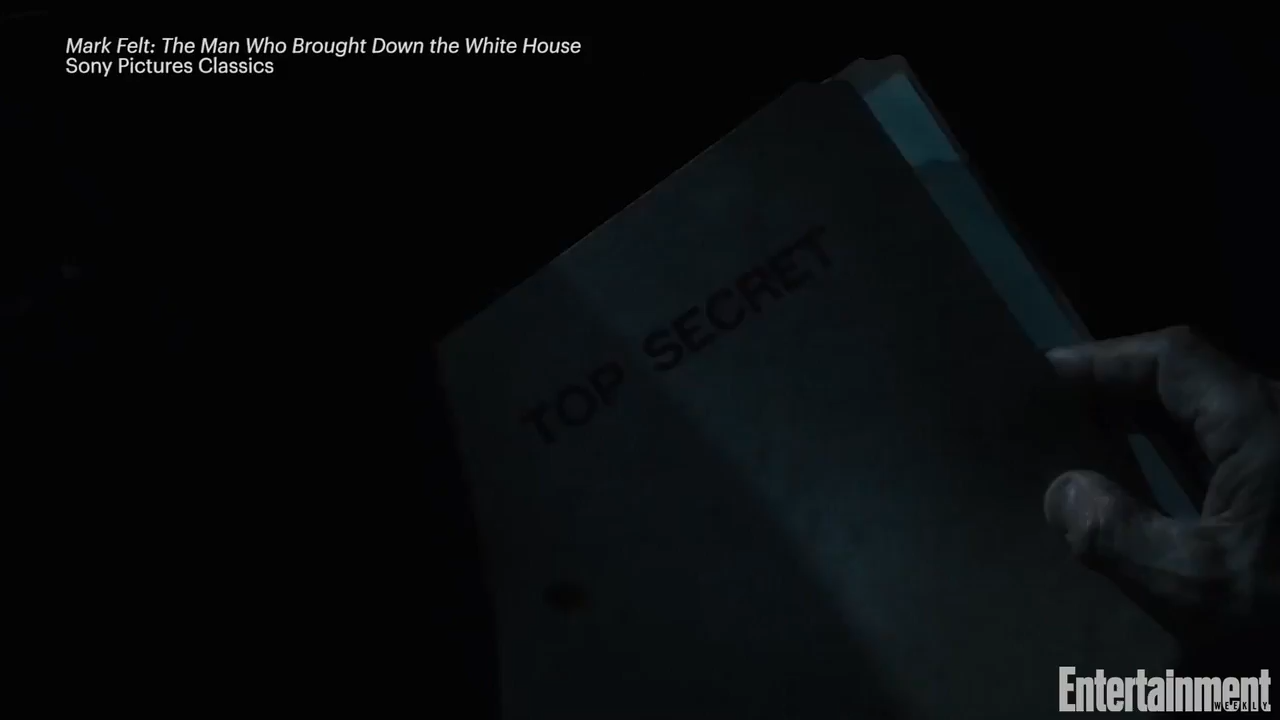 Mark Felt: The Man Who Brought Down the White House
Sony Pictures Classics
TOP SECRET
Entertainment
WEEKLY